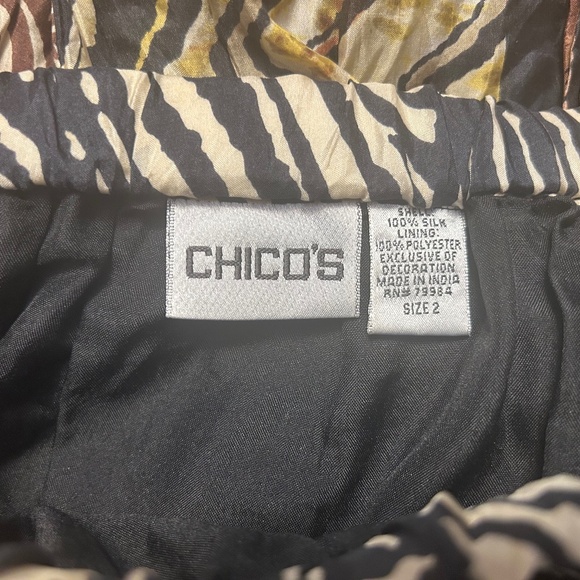 CHICO'S
SHELL:
100% SILK
LINING:
100% POLYESTER
EXCLUSIVE OF
DECORATION
MADE IN INDIA
RN# 79984
SIZE 2